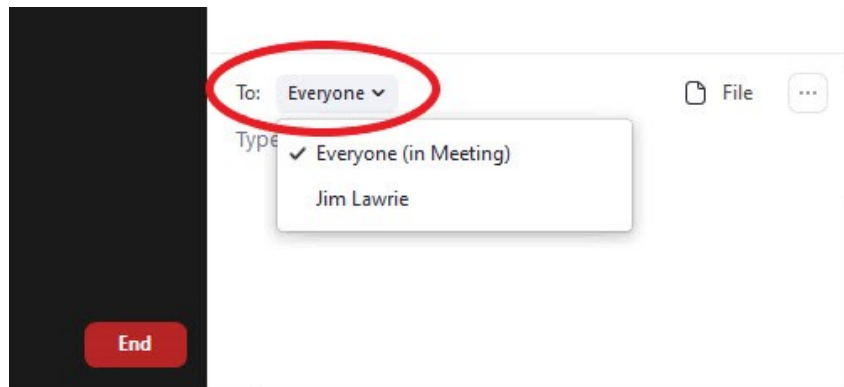 To: Everyone File ...
Type
Everyone (in Meeting)
Jim Lawrie
End